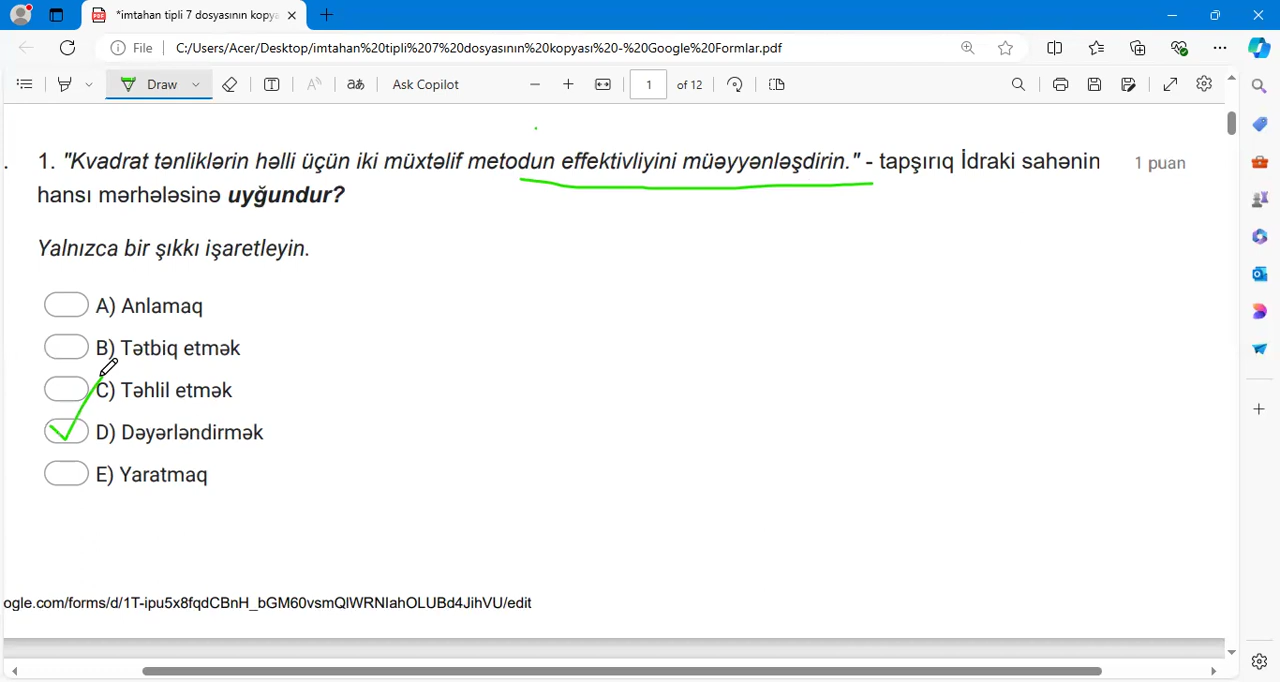 *imtahan tipli 7 dosyasının kopya
File
C:/Users/Acer/Desktop/imtahan%20tipli%207%20dosyasının%20kopyası%20-%20Google%20Formlar.pdf
Draw
aあ
Ask Copilot
1
of 12
. 1. "Kvadrat tənliklərin həlli üçün iki müxtəlif metodun effektivliyini müəyyənləşdirin." - tapşırıq İdraki sahənin
1 puan
hansı mərhələsinə uyğundur?
Yalnızca bir şıkkı işaretleyin.
A) Anlamaq
B) Tətbiq etmək
C) Təhlil etmək
D) Dəyərləndirmək
E) Yaratmaq
ogle.com/forms/d/1T-ipu5x8fqdCBnH_bGM60vsmQlWRNlahOLUBd4JihVU/edit